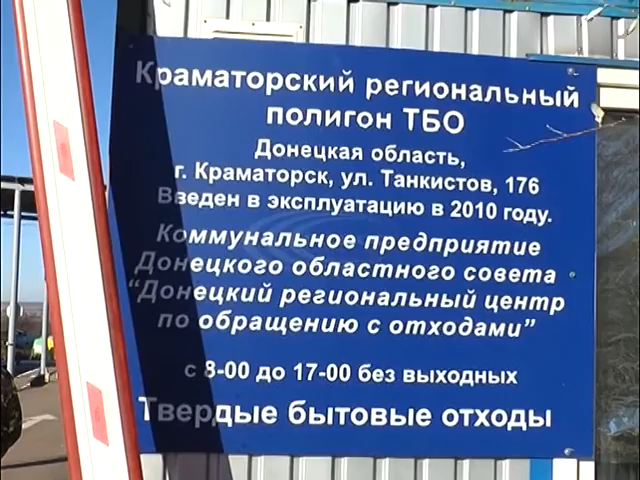 Краматорский региональный
полигон ТБО
Донецкая область,
г. Краматорск, ул. Танкистов, 176
Введен в эксплуатацию в 2010 году.
Коммунальное предприятие
Донецкого областного совета
“Донецкий региональный центр
по обращению с отходами”
с 8-00 до 17-00 без выходных
Твердые бытовые отходы